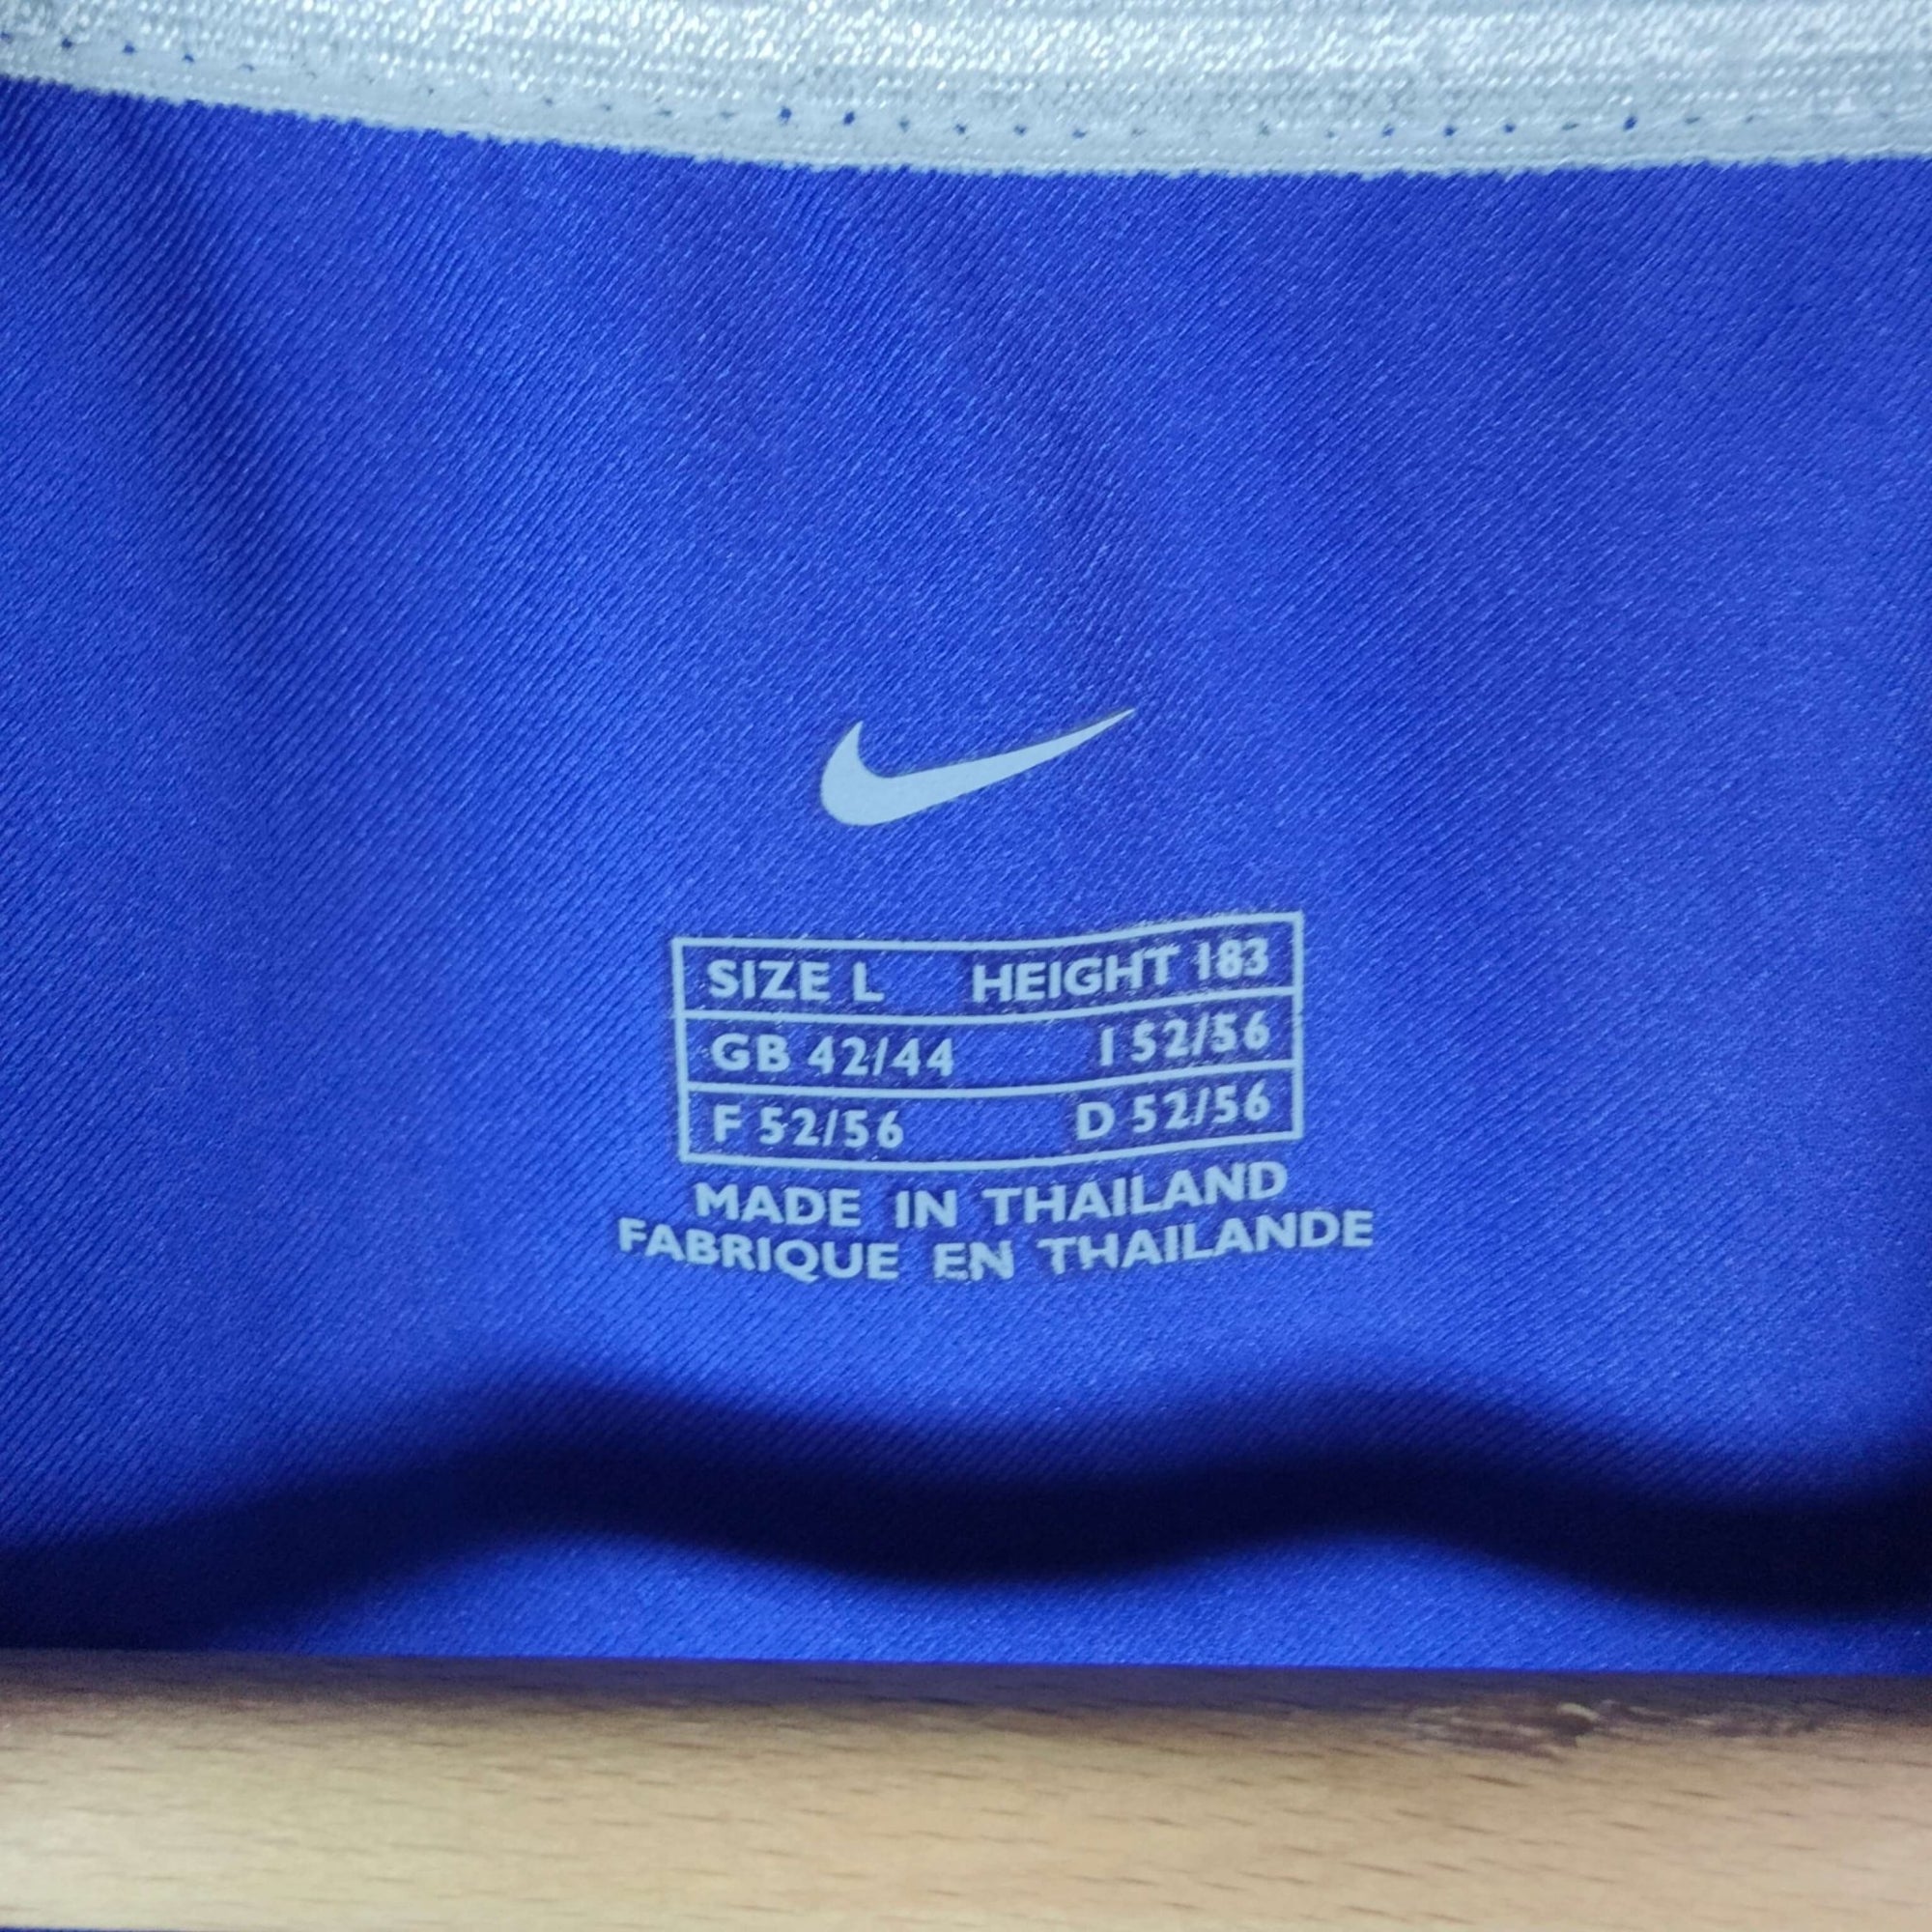 SIZE L HEIGHT 183
GB 42/44 I 52/56
F 52/56 D 52/56
MADE IN THAILAND
FABRIQUE EN THAILANDE